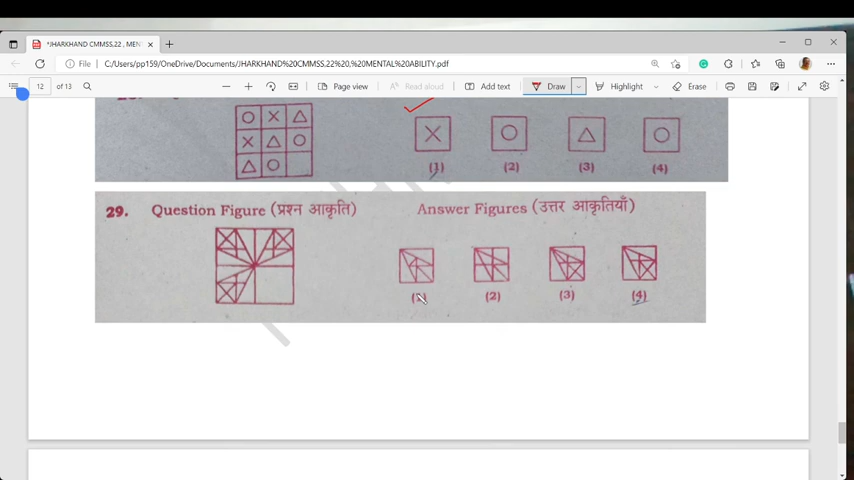 *JHARKHAND CMMSS,22 , MEN
File C:/Users/pp159/OneDrive/Documents/JHARKHAND%20CMMSS,22%20,%20MENTAL%20ABILITY.pdf
12 of 13 Page view Read aloud Add text Draw Highlight Erase
(1) (2) (3) (4)
29. Question Figure (प्रश्न आकृति) Answer Figures (उत्तर आकृतियाँ)
(2) (3) (4)